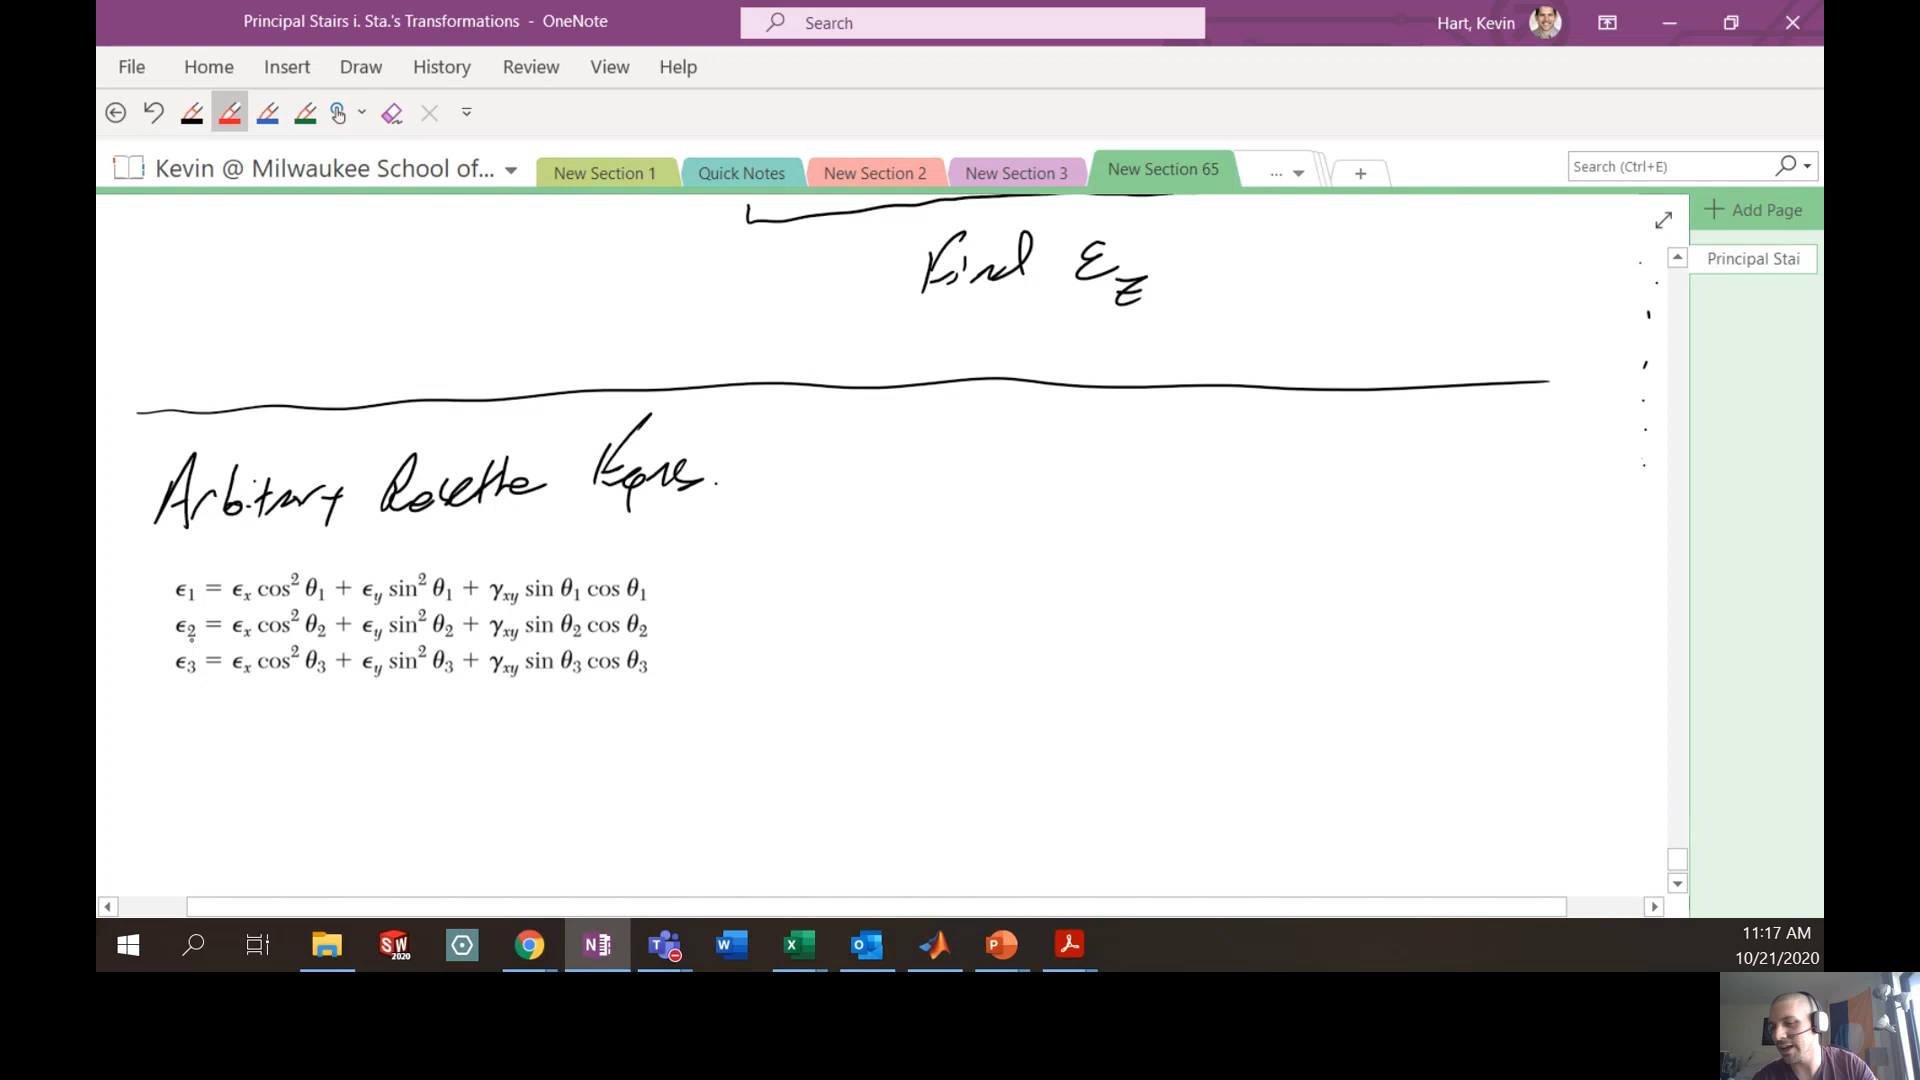 Principal Stairs i. Sta.'s Transformations - OneNote
Search
Hart, Kevin
File Home Insert Draw History Review View Help
Kevin @ Milwaukee School of...
New Section 1
Quick Notes
New Section 2
New Section 3
New Section 65
...
Search (Ctrl+E)
Add Page
Principal Stai
Find ε_z
Arbitrary Rosette Eqns.
ϵ₁ = ϵₓ cos² θ₁ + ϵ_y sin² θ₁ + γ_xy sin θ₁ cos θ₁
ϵ₂ = ϵₓ cos² θ₂ + ϵ_y sin² θ₂ + γ_xy sin θ₂ cos θ₂
ϵ₃ = ϵₓ cos² θ₃ + ϵ_y sin² θ₃ + γ_xy sin θ₃ cos θ₃
SW
2020
N
T
W
X
O
P
11:17 AM
10/21/2020